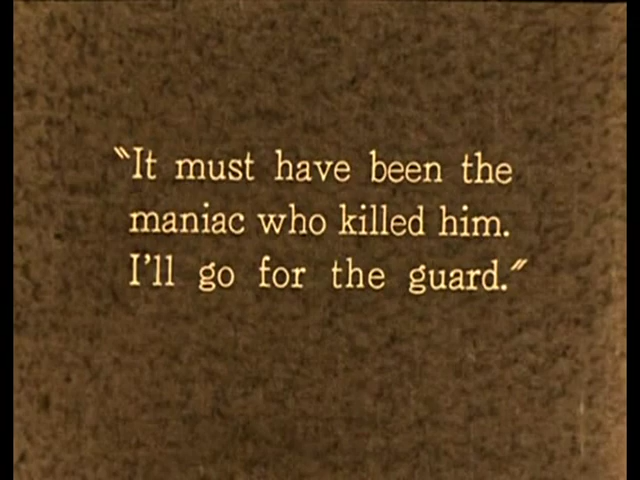 "It must have been the
maniac who killed him.
I'll go for the guard."